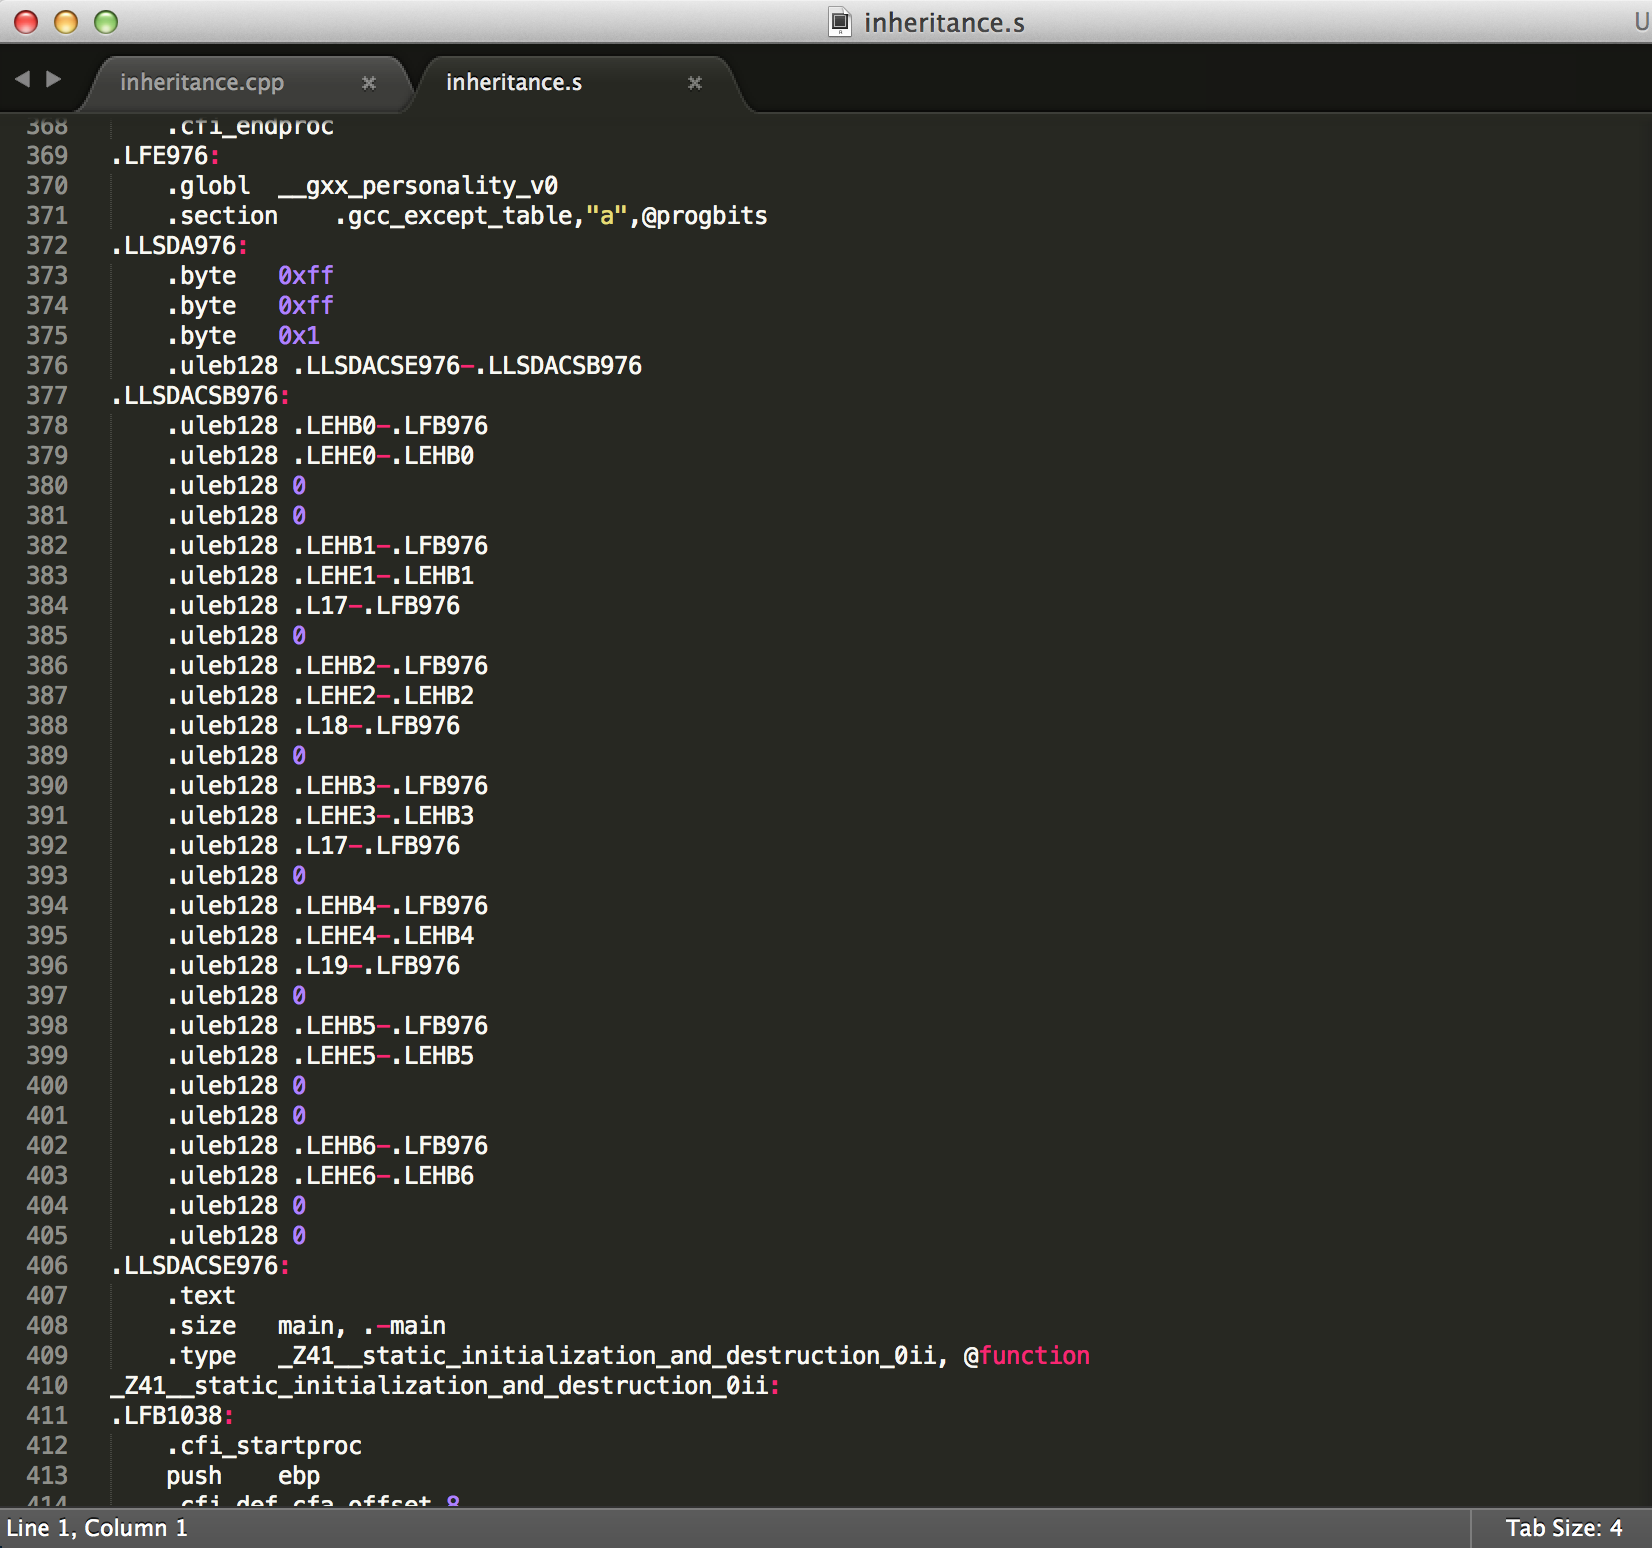 inheritance.s
U
inheritance.cpp
inheritance.s
368 .cfi_endproc
369 .LFE976:
370 .globl __gxx_personality_v0
371 .section .gcc_except_table,"a",@progbits
372 .LLSDA976:
373 .byte 0xff
374 .byte 0xff
375 .byte 0x1
376 .uleb128 .LLSDACSE976-.LLSDACSB976
377 .LLSDACSB976:
378 .uleb128 .LEHB0-.LFB976
379 .uleb128 .LEHE0-.LEHB0
380 .uleb128 0
381 .uleb128 0
382 .uleb128 .LEHB1-.LFB976
383 .uleb128 .LEHE1-.LEHB1
384 .uleb128 .L17-.LFB976
385 .uleb128 0
386 .uleb128 .LEHB2-.LFB976
387 .uleb128 .LEHE2-.LEHB2
388 .uleb128 .L18-.LFB976
389 .uleb128 0
390 .uleb128 .LEHB3-.LFB976
391 .uleb128 .LEHE3-.LEHB3
392 .uleb128 .L17-.LFB976
393 .uleb128 0
394 .uleb128 .LEHB4-.LFB976
395 .uleb128 .LEHE4-.LEHB4
396 .uleb128 .L19-.LFB976
397 .uleb128 0
398 .uleb128 .LEHB5-.LFB976
399 .uleb128 .LEHE5-.LEHB5
400 .uleb128 0
401 .uleb128 0
402 .uleb128 .LEHB6-.LFB976
403 .uleb128 .LEHE6-.LEHB6
404 .uleb128 0
405 .uleb128 0
406 .LLSDACSE976:
407 .text
408 .size main, .-main
409 .type _Z41__static_initialization_and_destruction_0ii, @function
410 _Z41__static_initialization_and_destruction_0ii:
411 .LFB1038:
412 .cfi_startproc
413 push ebp
414 .cfi_def_cfa_offset 8
Line 1, Column 1
Tab Size: 4